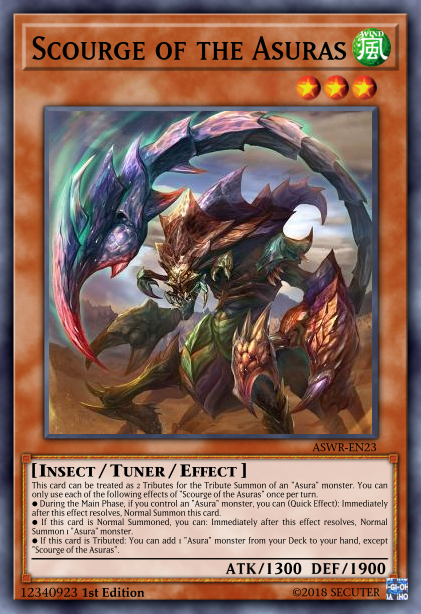 SCOURGE OF THE ASURAS
WIND
風
ASWR-EN23
[INSECT / TUNER / EFFECT ]
This card can be treated as 2 Tributes for the Tribute Summon of an "Asura" monster. You can
only use each of the following effects of "Scourge of the Asuras" once per turn.
● During the Main Phase, if you control an "Asura" monster, you can (Quick Effect): Immediately
after this effect resolves, Normal Summon this card.
● If this card is Normal Summoned, you can: Immediately after this effect resolves, Normal
Summon 1 "Asura" monster.
● If this card is Tributed: You can add 1 "Asura" monster from your Deck to your hand, except
"Scourge of the Asuras".
ATK/1300 DEF/1900
12340923 1st Edition
©2018 SECUTER